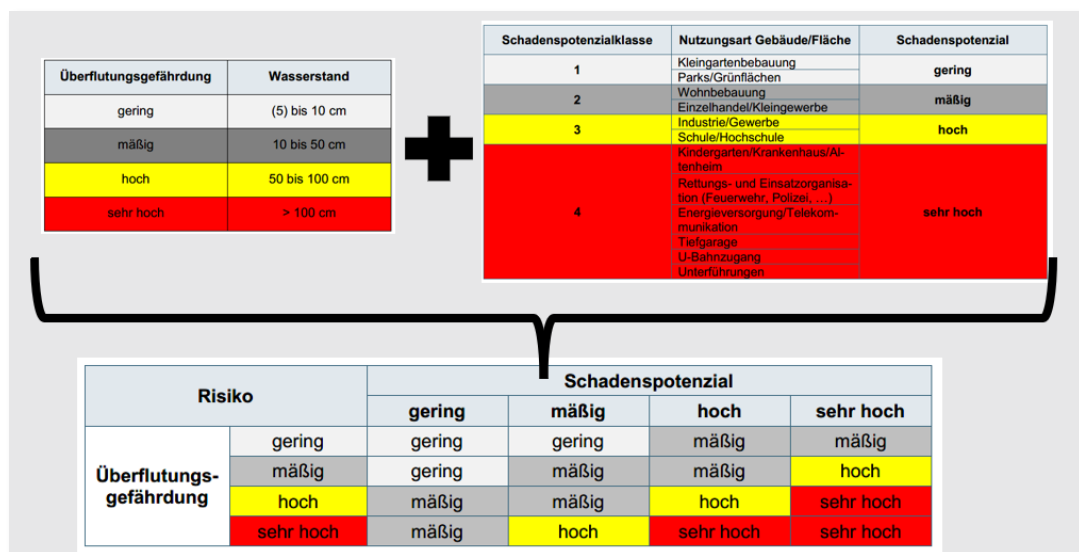 Überflutungsgefährdung Wasserstand
gering (5) bis 10 cm
mäßig 10 bis 50 cm
hoch 50 bis 100 cm
sehr hoch > 100 cm
Schadenspotenzialklasse Nutzungsart Gebäude/Fläche Schadenspotenzial
1 Kleingartenbebauung gering
Parks/Grünflächen
2 Wohnbebauung mäßig
Einzelhandel/Kleingewerbe
3 Industrie/Gewerbe hoch
Schule/Hochschule
Kindergarten/Krankenhaus/Al-
tenheim
Rettungs- und Einsatzorganisa-
tion (Feuerwehr, Polizei, …)
4 Energieversorgung/Telekom- sehr hoch
munikation
Tiefgarage
U-Bahnzugang
Unterführungen
Risiko Schadenspotenzial
gering mäßig hoch sehr hoch
Überflutungs-
gefährdung
gering gering gering mäßig mäßig
mäßig gering mäßig mäßig hoch
hoch mäßig mäßig hoch sehr hoch
sehr hoch mäßig hoch sehr hoch sehr hoch